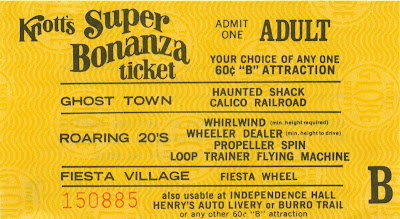 Knott's Super Bonanza ticket
ADMIT ONE ADULT
YOUR CHOICE OF ANY ONE
60¢ "B" ATTRACTION
GHOST TOWN
HAUNTED SHACK
CALICO RAILROAD
ROARING 20'S
WHIRLWIND (min. height required)
WHEELER DEALER (min. height to drive)
PROPELLER SPIN
LOOP TRAINER FLYING MACHINE
FIESTA VILLAGE
FIESTA WHEEL
B
150885
also usable at INDEPENDENCE HALL
HENRY'S AUTO LIVERY or BURRO TRAIL
or any other 60¢ "B" attraction